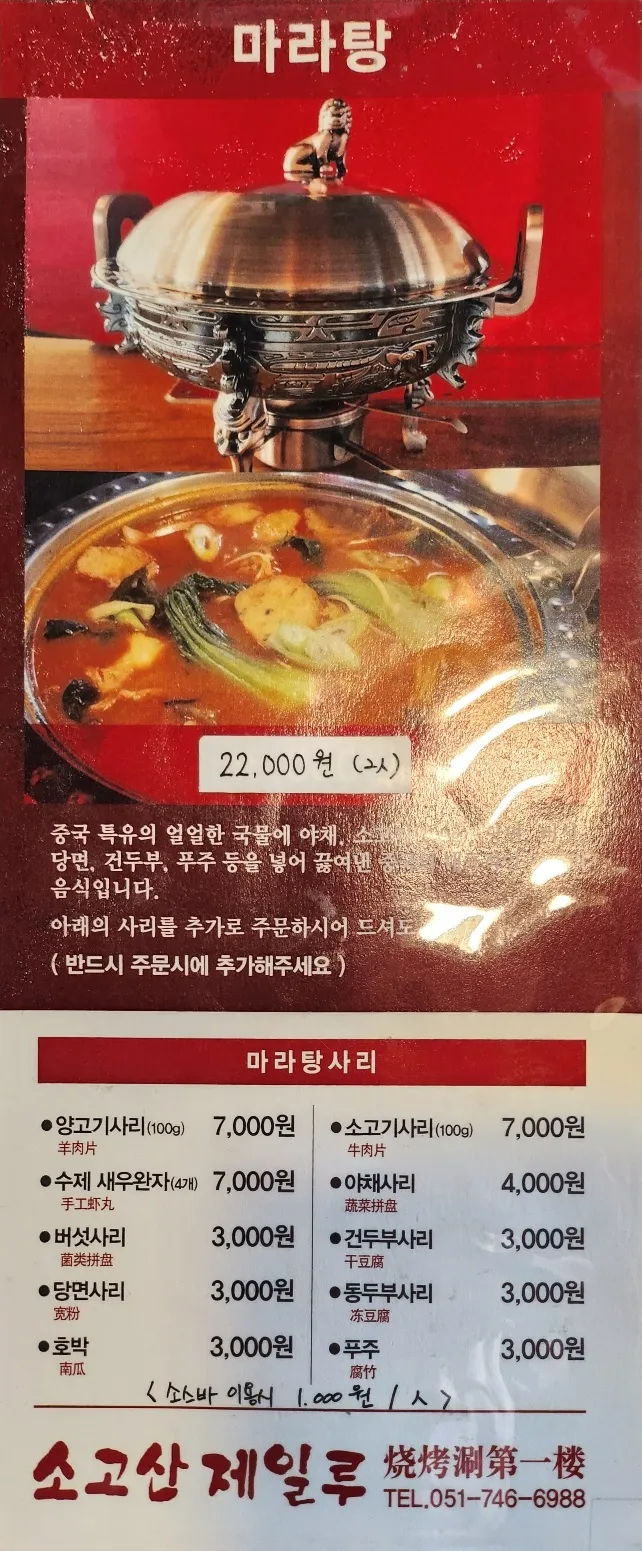 마라탕
22,000원 (2人)
중국 특유의 얼얼한 국물에 야채,
당면, 건두부, 푸주 등을 넣어 끓여낸
음식입니다.
아래의 사리를 추가로 주문하시어 드셔도
( 반드시 주문시에 추가해주세요 )
마라탕사리
●양고기사리(100g) 7,000원
羊肉片
●수제 새우완자(4개) 7,000원
手工虾丸
●버섯사리 3,000원
菌类拼盘
●당면사리 3,000원
宽粉
●호박 3,000원
南瓜
●소고기사리(100g) 7,000원
牛肉片
●야채사리 4,000원
蔬菜拼盘
●건두부사리 3,000원
干豆腐
●동두부사리 3,000원
冻豆腐
●푸주 3,000원
腐竹
< 소스바 이용시 1.000원 / 人 >
소고산 제일루 烧烤涮第一楼
TEL.051-746-6988